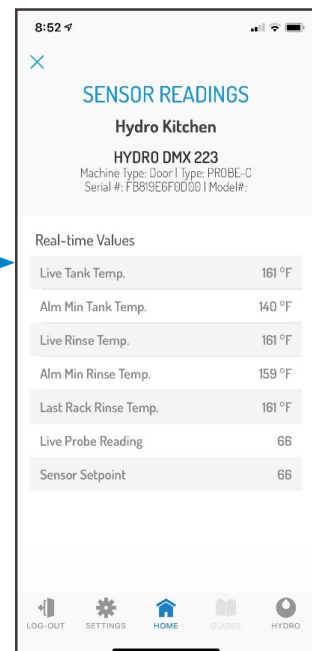 8:52
SENSOR READINGS
Hydro Kitchen
HYDRO DMX 223
Machine Type: Door | Type: PROBE-C
Serial #: FB819E6F0D00 | Model#:
Real-time Values
Live Tank Temp. 161 °F
Alm Min Tank Temp. 140 °F
Live Rinse Temp. 161 °F
Alm Min Rinse Temp. 159 °F
Last Rack Rinse Temp. 161 °F
Live Probe Reading 66
Sensor Setpoint 66
LOG-OUT SETTINGS HOME GUIDES HYDRO